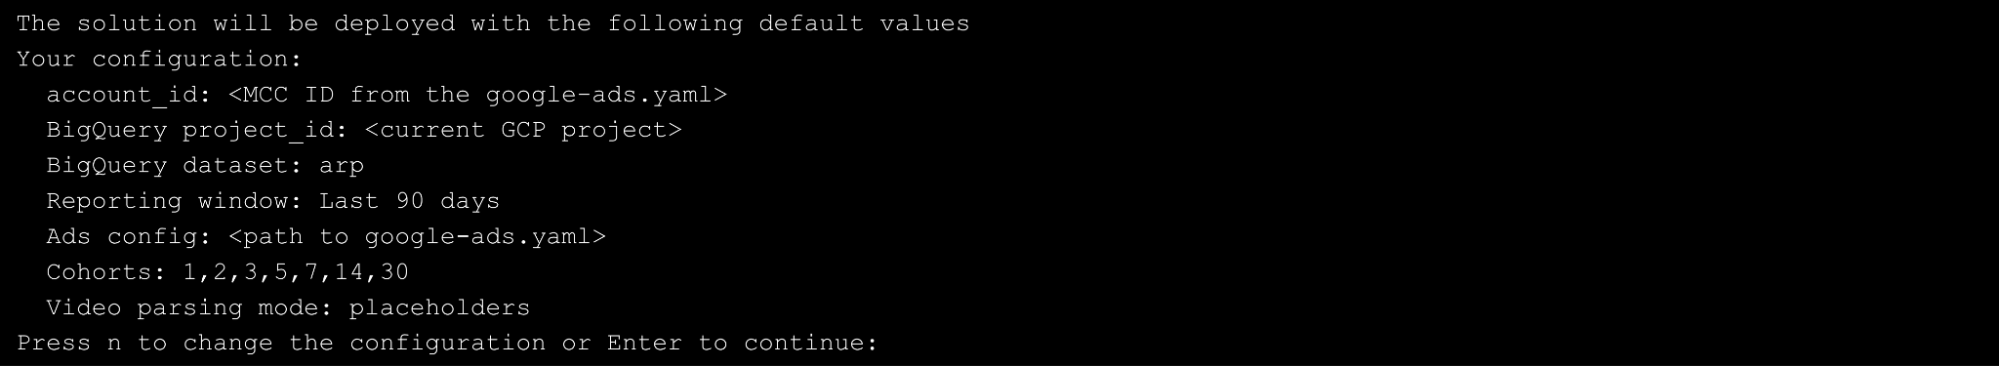 The solution will be deployed with the following default values
Your configuration:
account_id: <MCC ID from the google-ads.yaml>
BigQuery project_id: <current GCP project>
BigQuery dataset: arp
Reporting window: Last 90 days
Ads config: <path to google-ads.yaml>
Cohorts: 1,2,3,5,7,14,30
Video parsing mode: placeholders
Press n to change the configuration or Enter to continue: